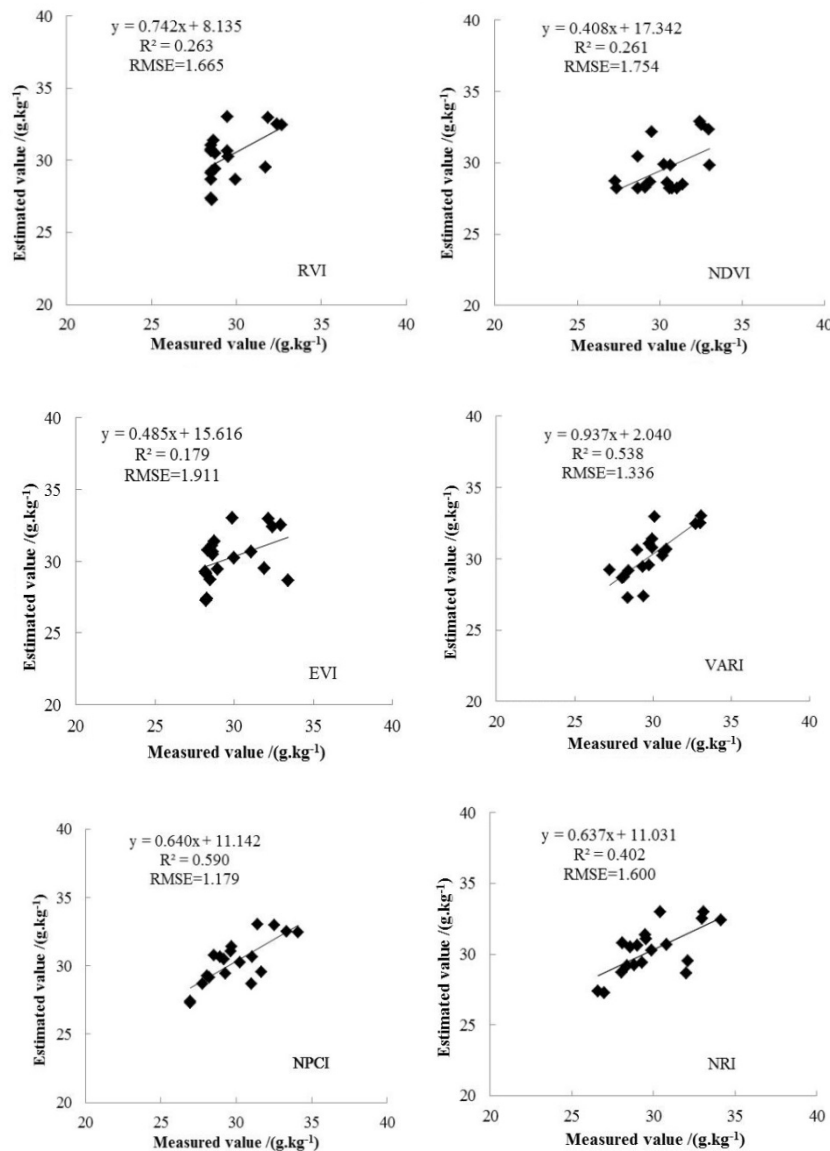 y = 0.742x + 8.135
R² = 0.263
RMSE=1.665
Estimated value /(g.kg⁻¹)
40
35
30
25
20
20 25 30 35 40
Measured value /(g.kg⁻¹)
RVI
y = 0.408x + 17.342
R² = 0.261
RMSE=1.754
Estimated value /(g.kg⁻¹)
40
35
30
25
20
20 25 30 35 40
Measured value /(g.kg⁻¹)
NDVI
y = 0.485x + 15.616
R² = 0.179
RMSE=1.911
Estimated value /(g.kg⁻¹)
40
35
30
25
20
20 25 30 35 40
Measured value /(g.kg⁻¹)
EVI
y = 0.937x + 2.040
R² = 0.538
RMSE=1.336
Estimated value /(g.kg⁻¹)
40
35
30
25
20
20 25 30 35 40
Measured value /(g.kg⁻¹)
VARI
y = 0.640x + 11.142
R² = 0.590
RMSE=1.179
Estimated value /(g.kg⁻¹)
40
35
30
25
20
20 25 30 35 40
Measured value /(g.kg⁻¹)
NPCI
y = 0.637x + 11.031
R² = 0.402
RMSE=1.600
Estimated value /(g.kg⁻¹)
40
35
30
25
20
20 25 30 35 40
Measured value /(g.kg⁻¹)
NRI